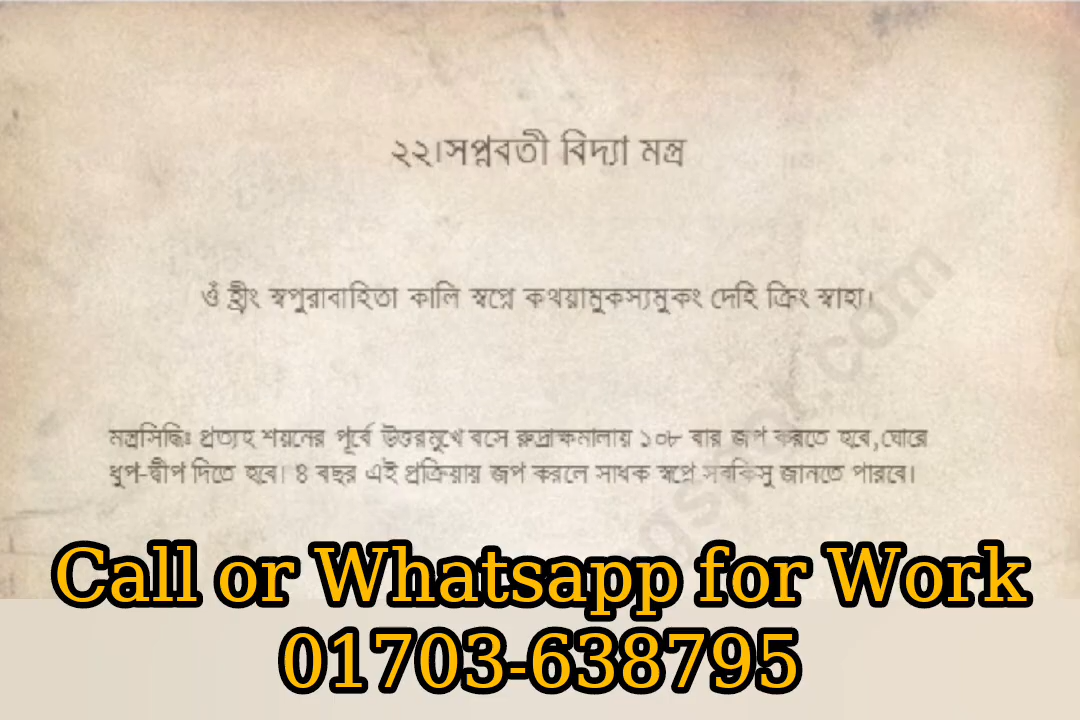 ২২।সপ্নবতী বিদ্যা মন্ত্র
ওঁ হ্রীং স্বপুরাবাহিতা কালি স্বপ্নে কথয়ামুকস্যমুকং দেহি ক্রিং স্বাহা।
মন্ত্রসিদ্ধিঃ প্রত্যহ শয়নের পূর্বে উত্তরমুখে বসে রুদ্রাক্ষমালায় ১০৮ বার জপ করতে হবে,ঘোরে
ধুপ-দ্বীপ দিতে হবে। ৪ বছর এই প্রক্রিয়ায় জপ করলে সাধক স্বপ্নে সবকিসু জানতে পারবে।
Call or Whatsapp for Work
01703-638795